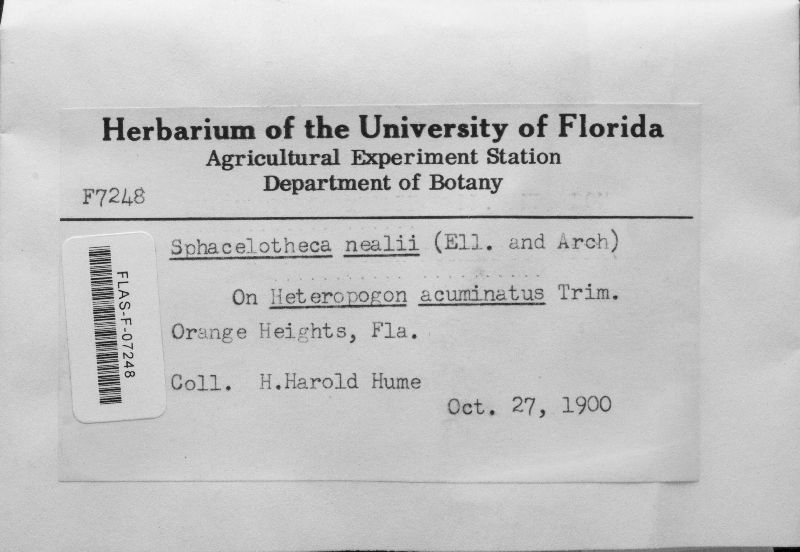 Herbarium of the University of Florida
Agricultural Experiment Station
Department of Botany
F7248
Sphacelotheca nealii (Ell. and Arch)
On Heteropogon acuminatus Trim.
Orange Heights, Fla.
Coll. H.Harold Hume
Oct. 27, 1900
FLAS-F-07248